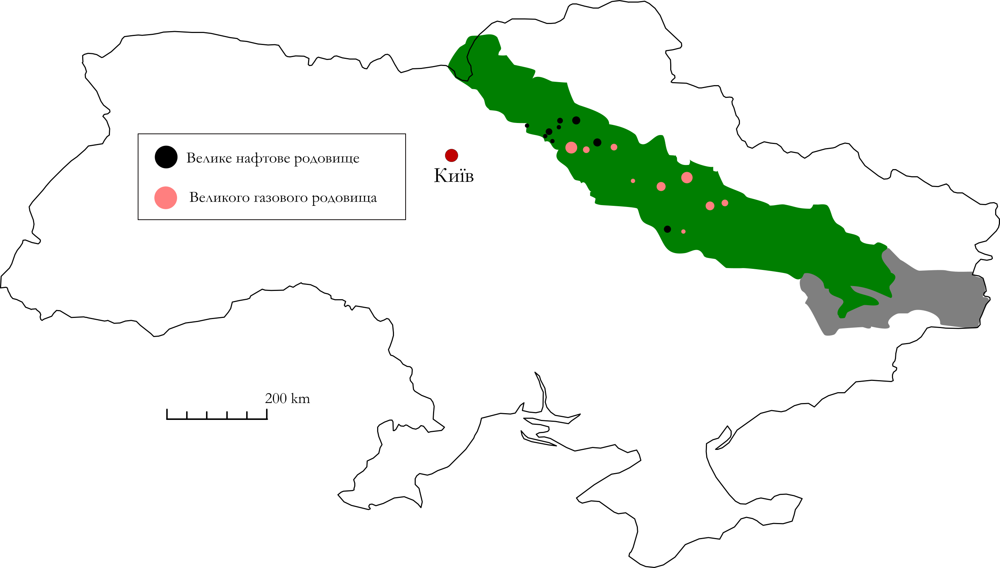 Велике нафтове родовище
Великого газового родовища
Київ
200 km